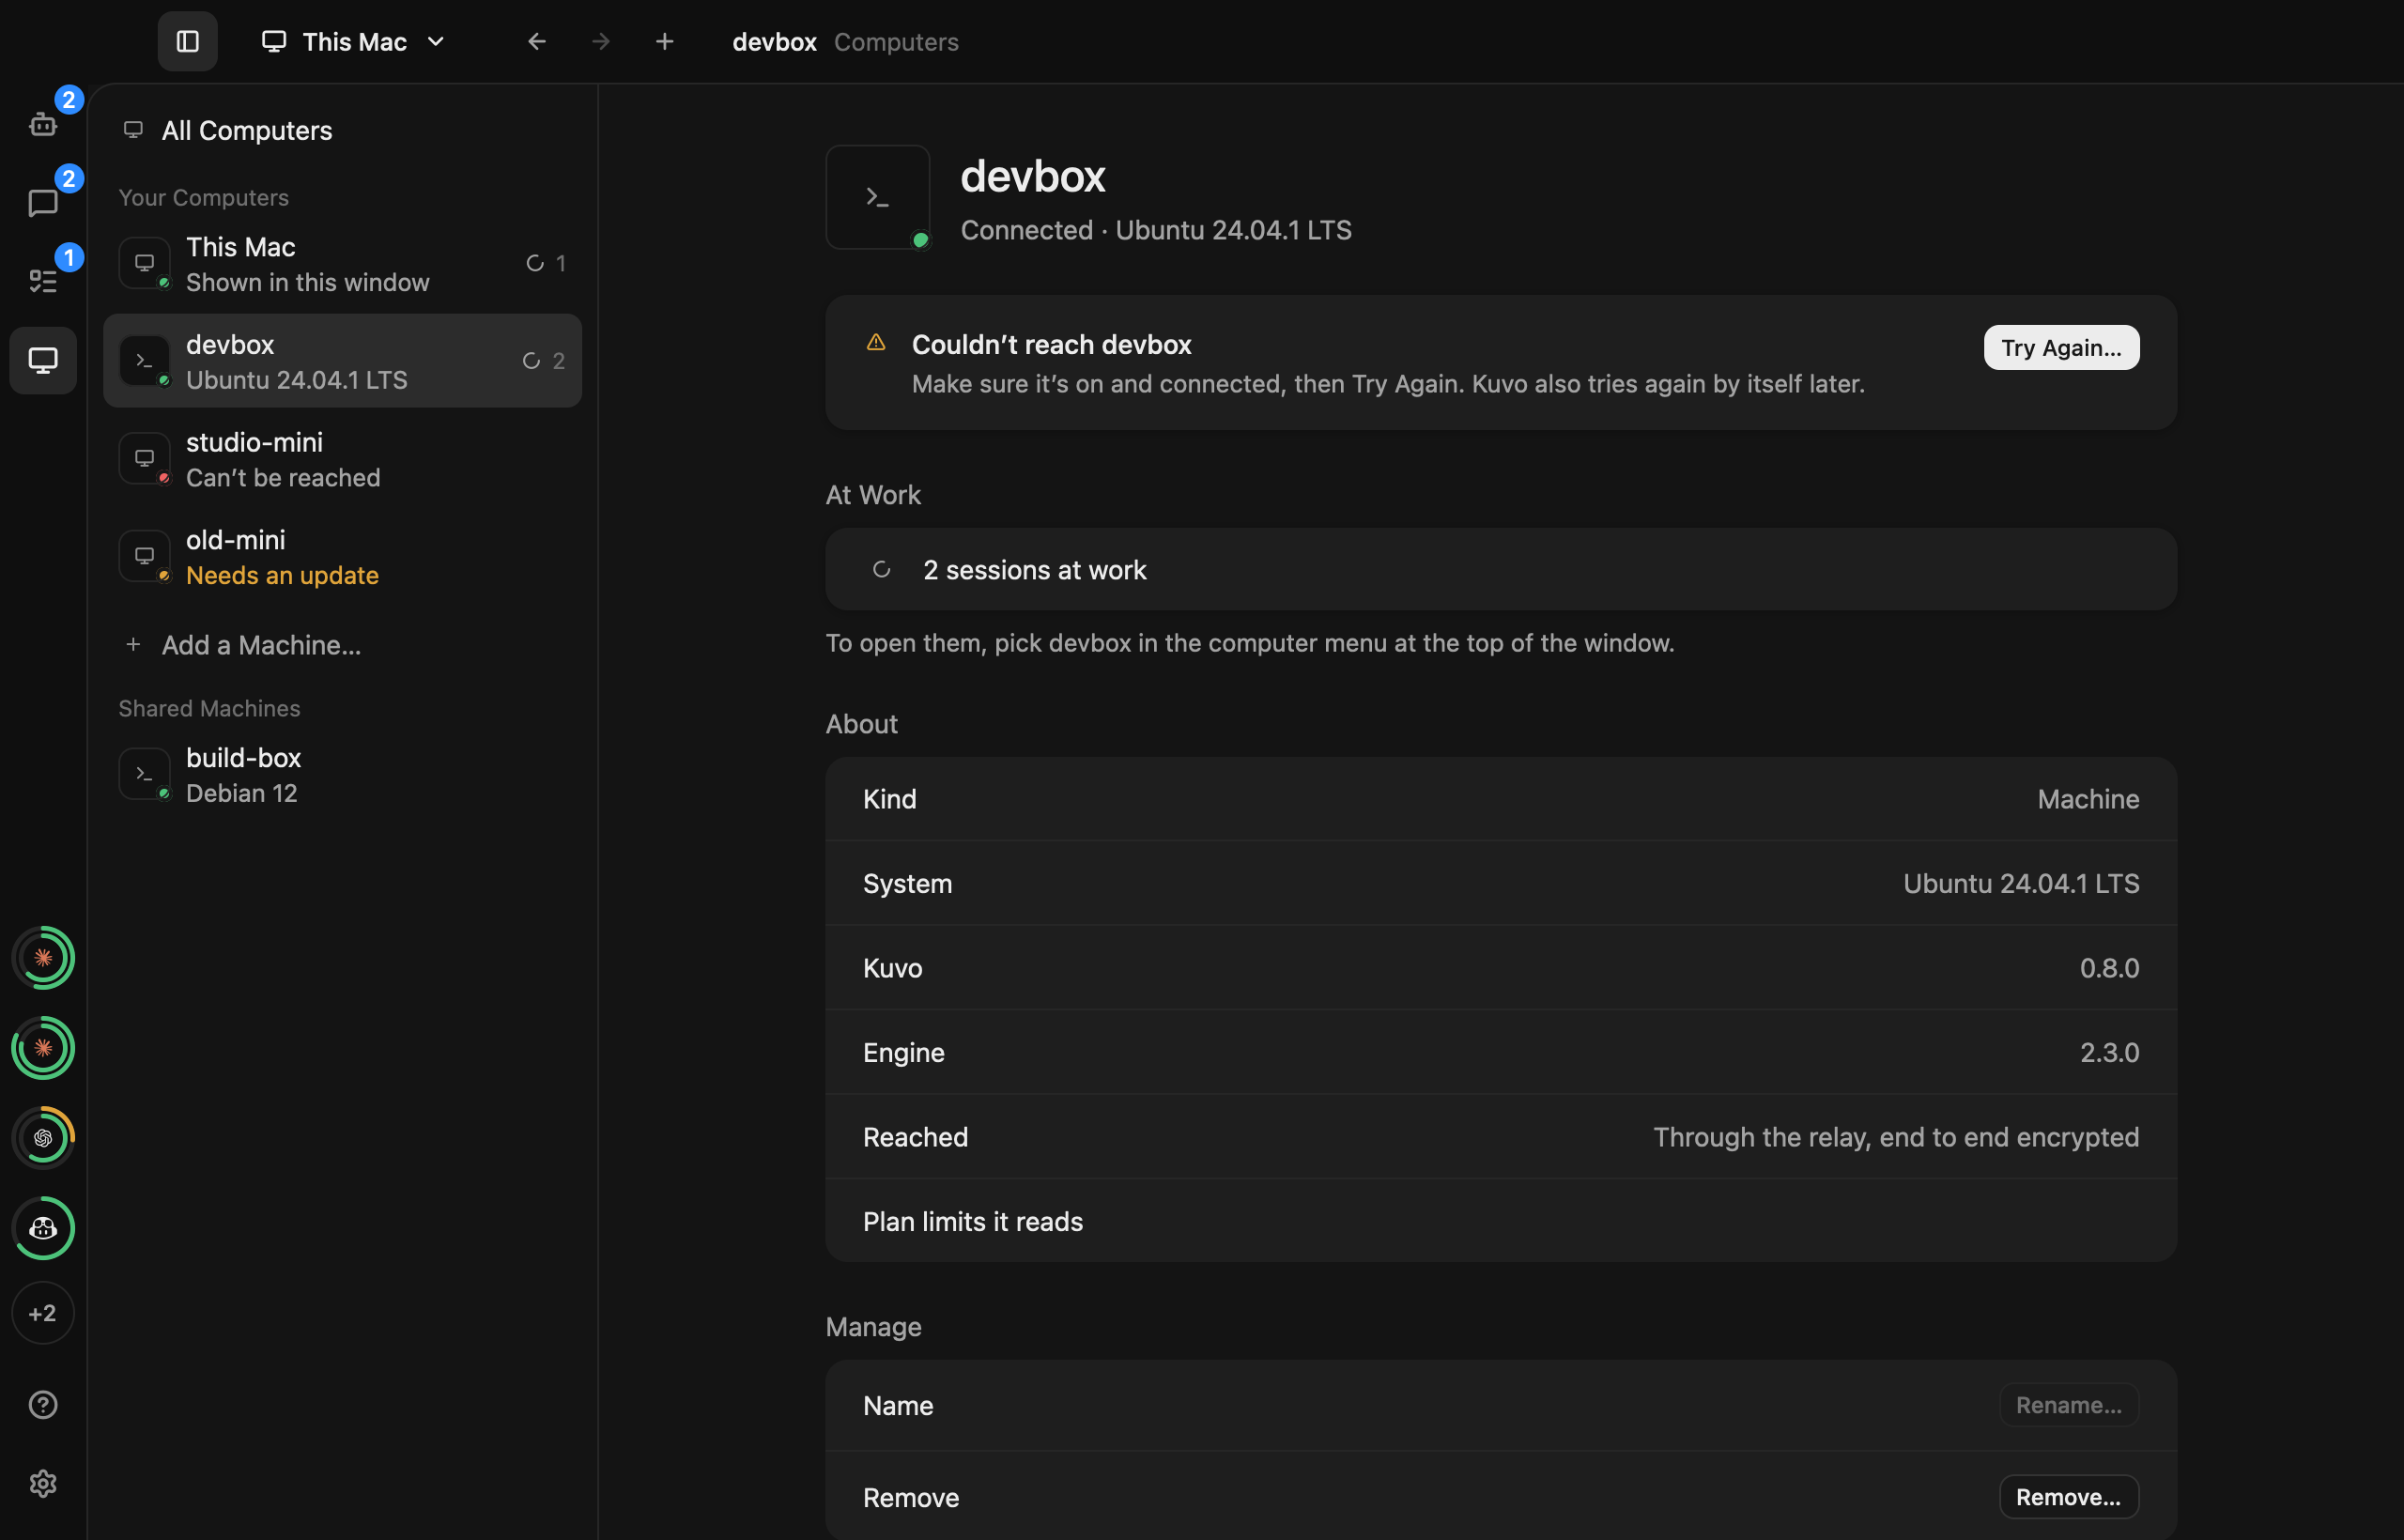 This Mac
devbox Computers
2
2
1
All Computers
Your Computers
This Mac
Shown in this window
1
devbox
Ubuntu 24.04.1 LTS
2
studio-mini
Can’t be reached
old-mini
Needs an update
+ Add a Machine...
Shared Machines
build-box
Debian 12
+2
devbox
Connected · Ubuntu 24.04.1 LTS
Couldn’t reach devbox
Try Again...
Make sure it’s on and connected, then Try Again. Kuvo also tries again by itself later.
At Work
2 sessions at work
To open them, pick devbox in the computer menu at the top of the window.
About
Kind Machine
System Ubuntu 24.04.1 LTS
Kuvo 0.8.0
Engine 2.3.0
Reached Through the relay, end to end encrypted
Plan limits it reads
Manage
Name Rename...
Remove Remove...